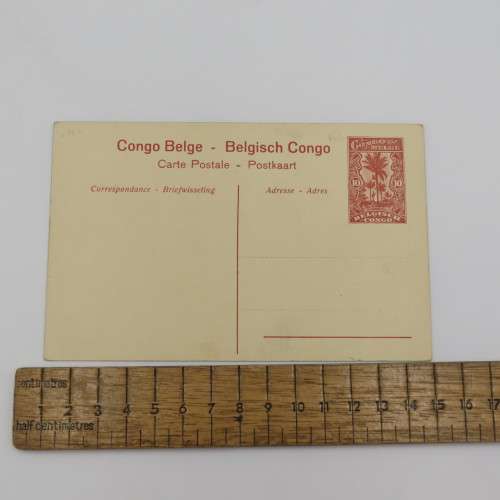 Congo Belge - Belgisch Congo
Carte Postale - Postkaart
Correspondance - Briefwisseling
Adresse - Adres
CONGO
BELGE
10 10
BELGISCH
CONGO
centimetres
1 2 3 4 5 6 7 8 9 10 11 12 13 14 15 16 17
half centimetres